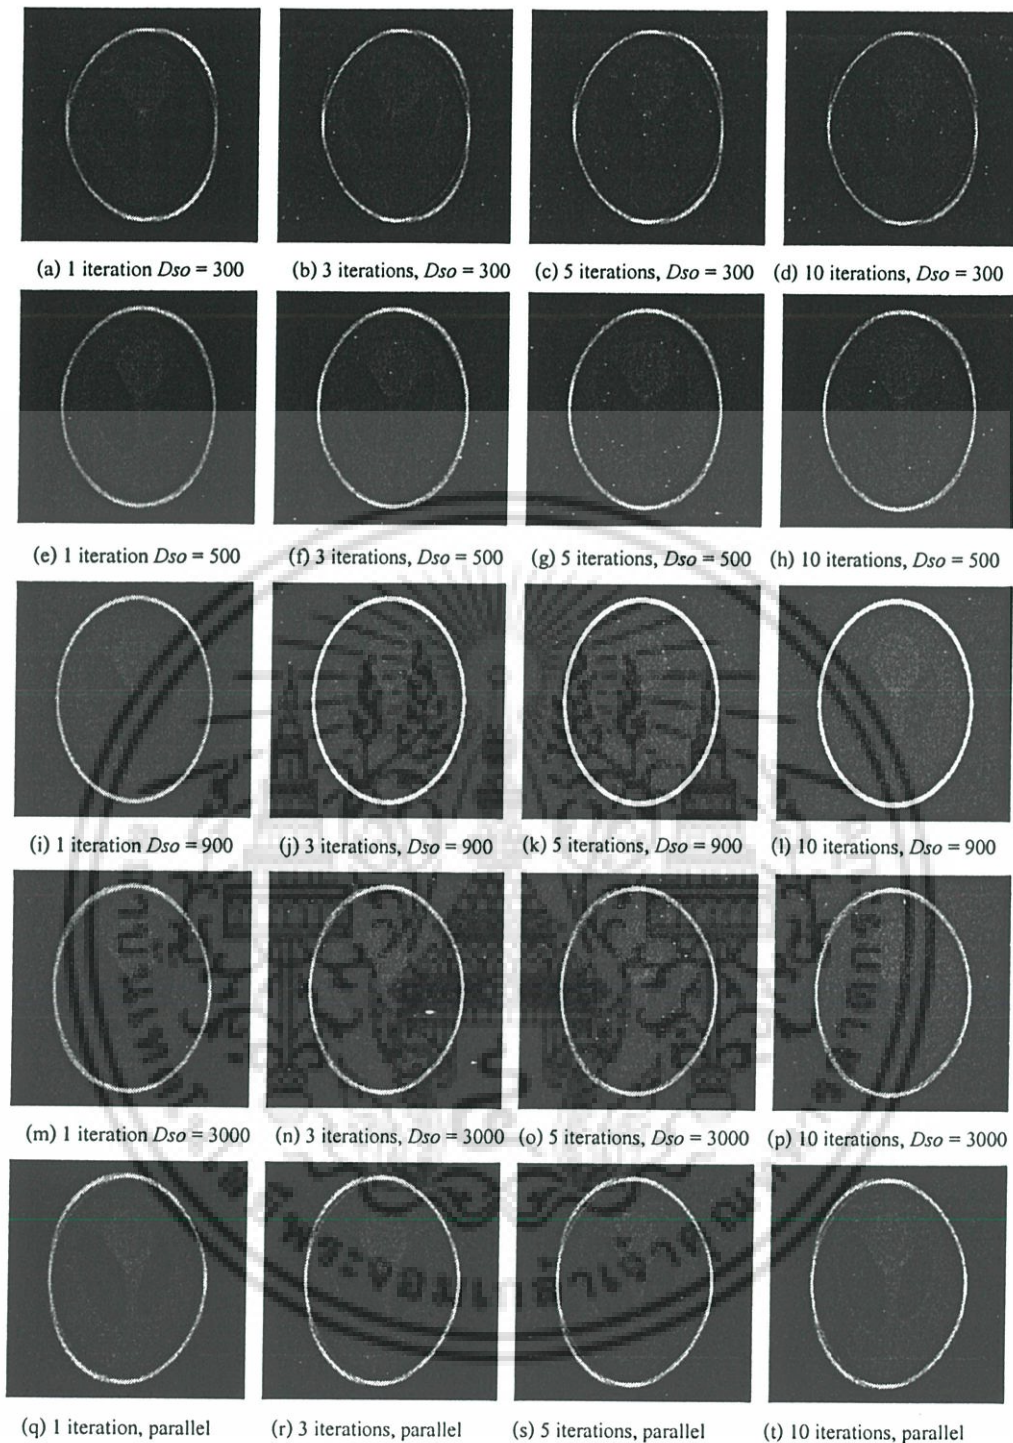 (a) 1 iteration Dso = 300 (b) 3 iterations, Dso = 300 (c) 5 iterations, Dso = 300 (d) 10 iterations, Dso = 300
(e) 1 iteration Dso = 500 (f) 3 iterations, Dso = 500 (g) 5 iterations, Dso = 500 (h) 10 iterations, Dso = 500
(i) 1 iteration Dso = 900 (j) 3 iterations, Dso = 900 (k) 5 iterations, Dso = 900 (l) 10 iterations, Dso = 900
(m) 1 iteration Dso = 3000 (n) 3 iterations, Dso = 3000 (o) 5 iterations, Dso = 3000 (p) 10 iterations, Dso = 3000
(q) 1 iteration, parallel (r) 3 iterations, parallel (s) 5 iterations, parallel (t) 10 iterations, parallel